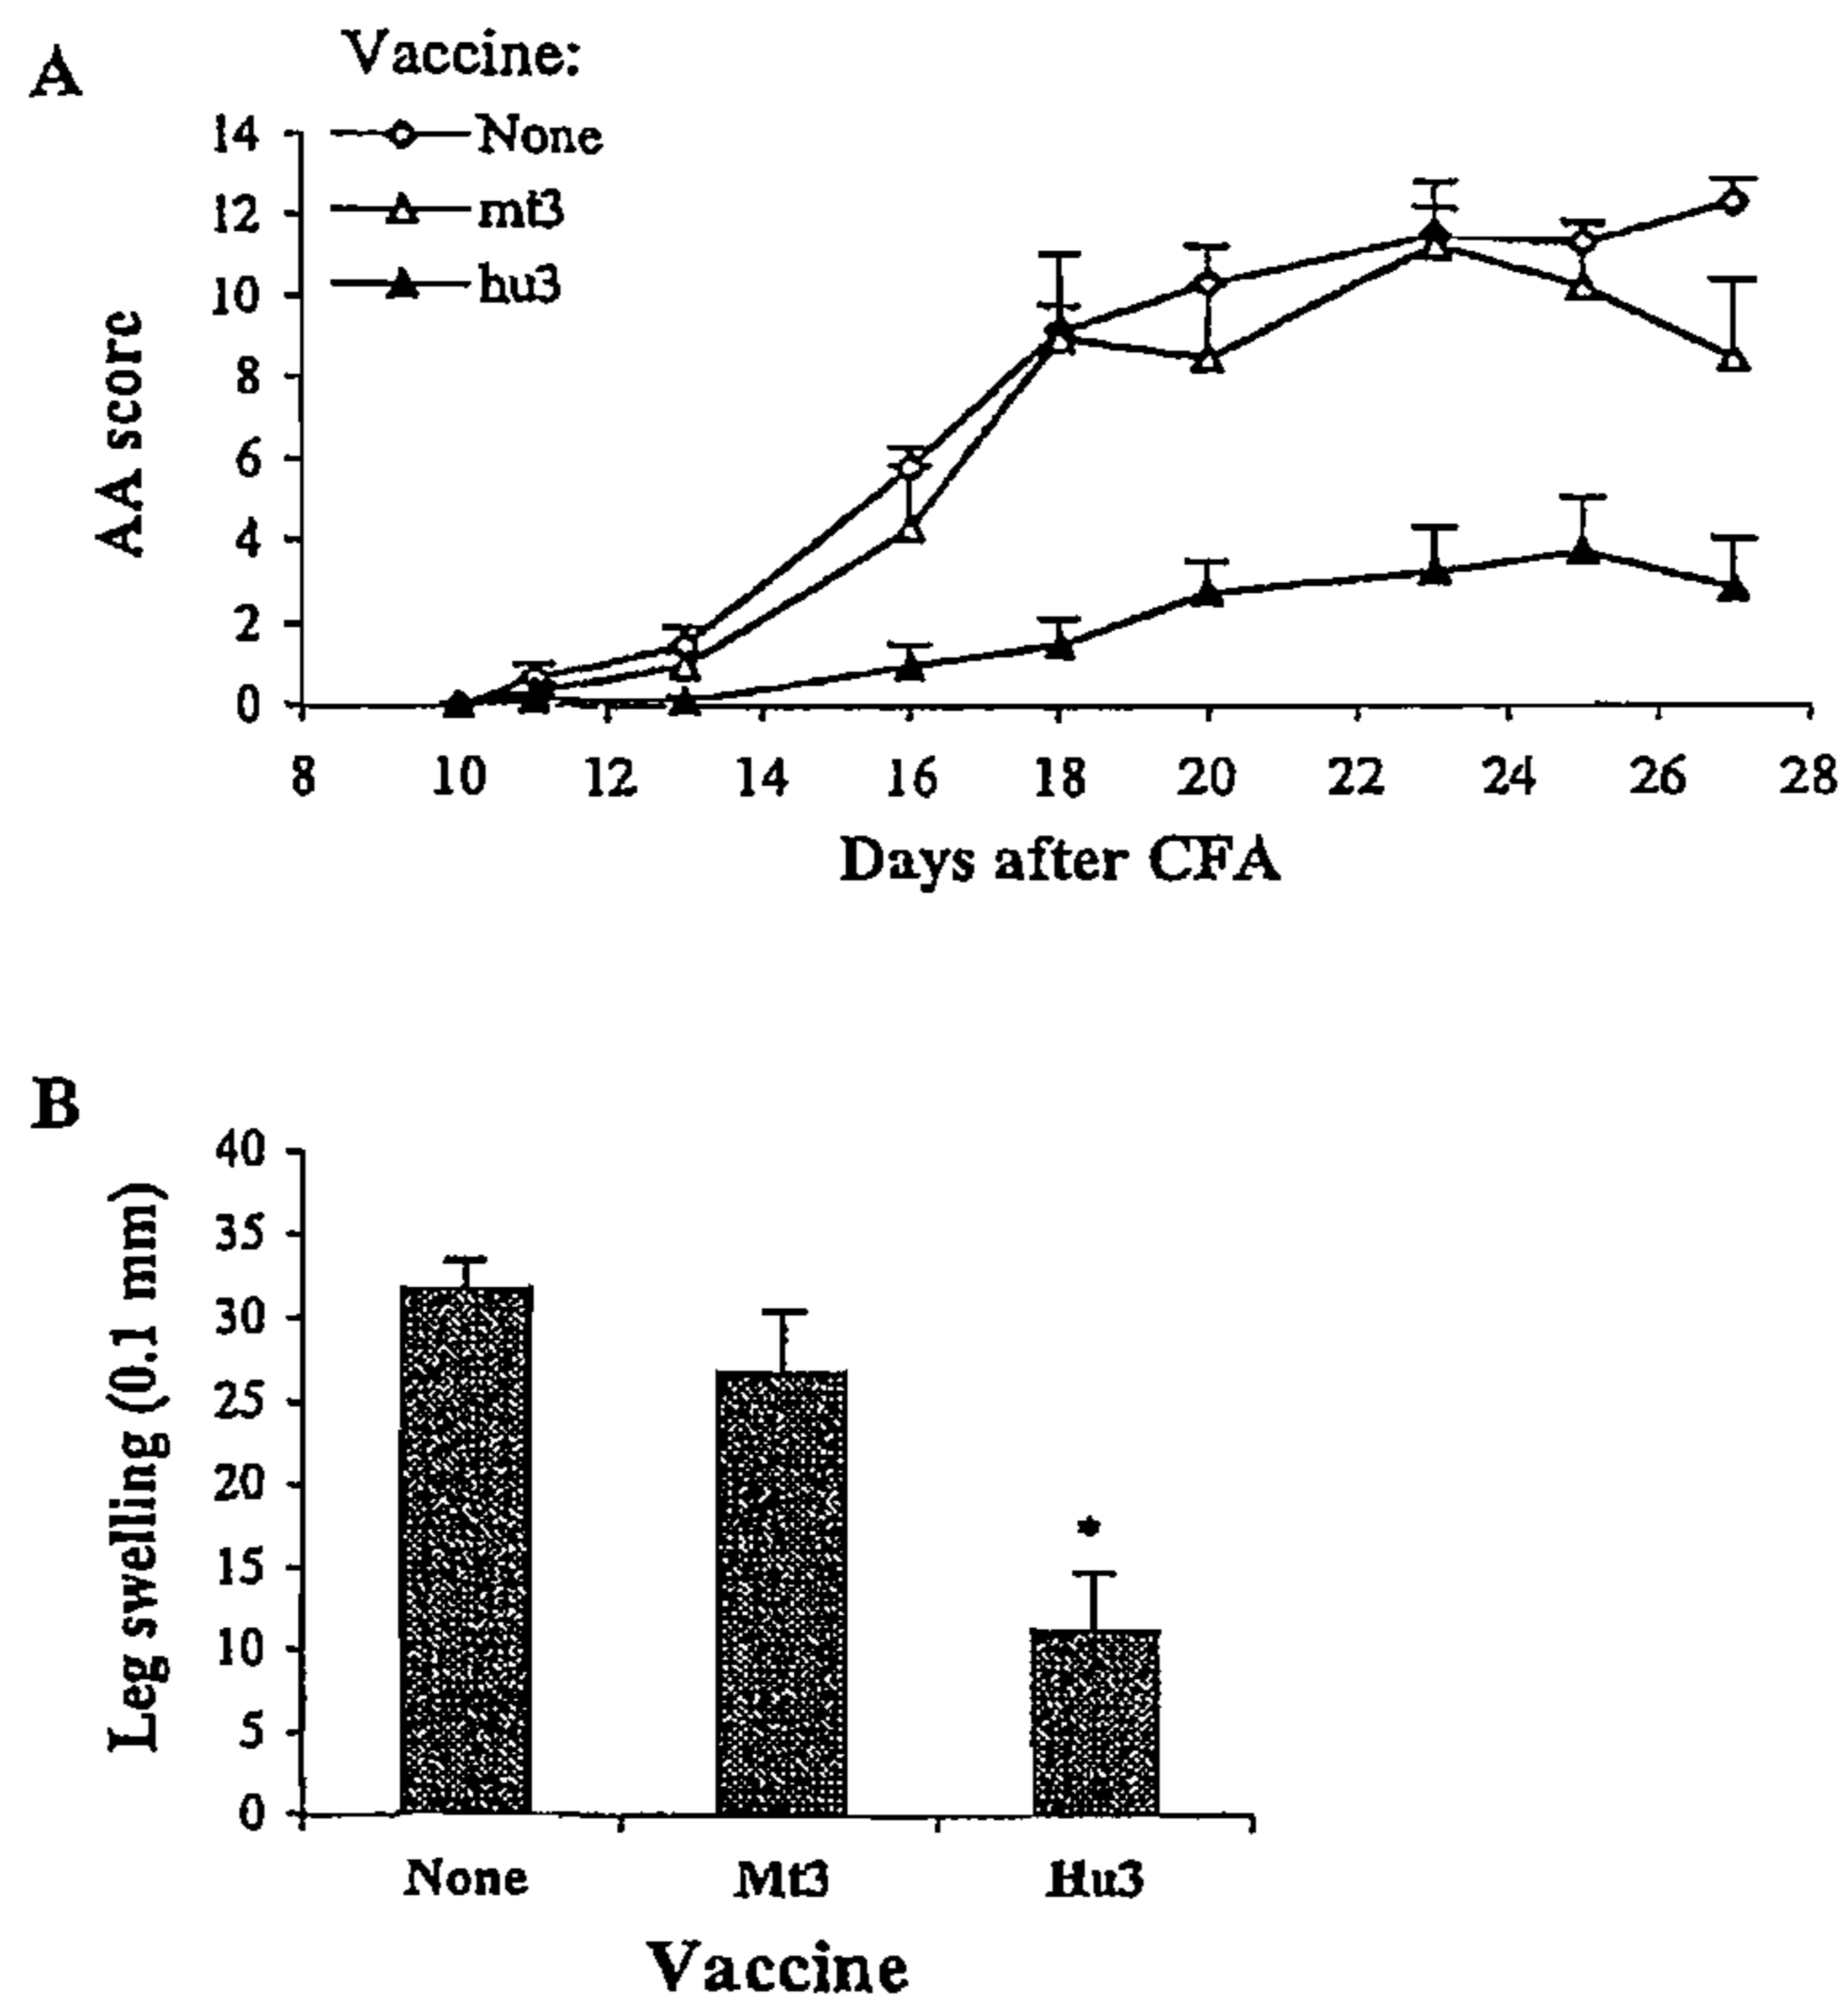 A
Vaccine:
None
mt3
hu3
14
12
10
8
6
4
2
0
AA score
8 10 12 14 16 18 20 22 24 26 28
Days after CFA
B
40
35
30
25
20
15
10
5
0
Leg swelling (0.1 mm)
*
None Mt3 Hu3
Vaccine